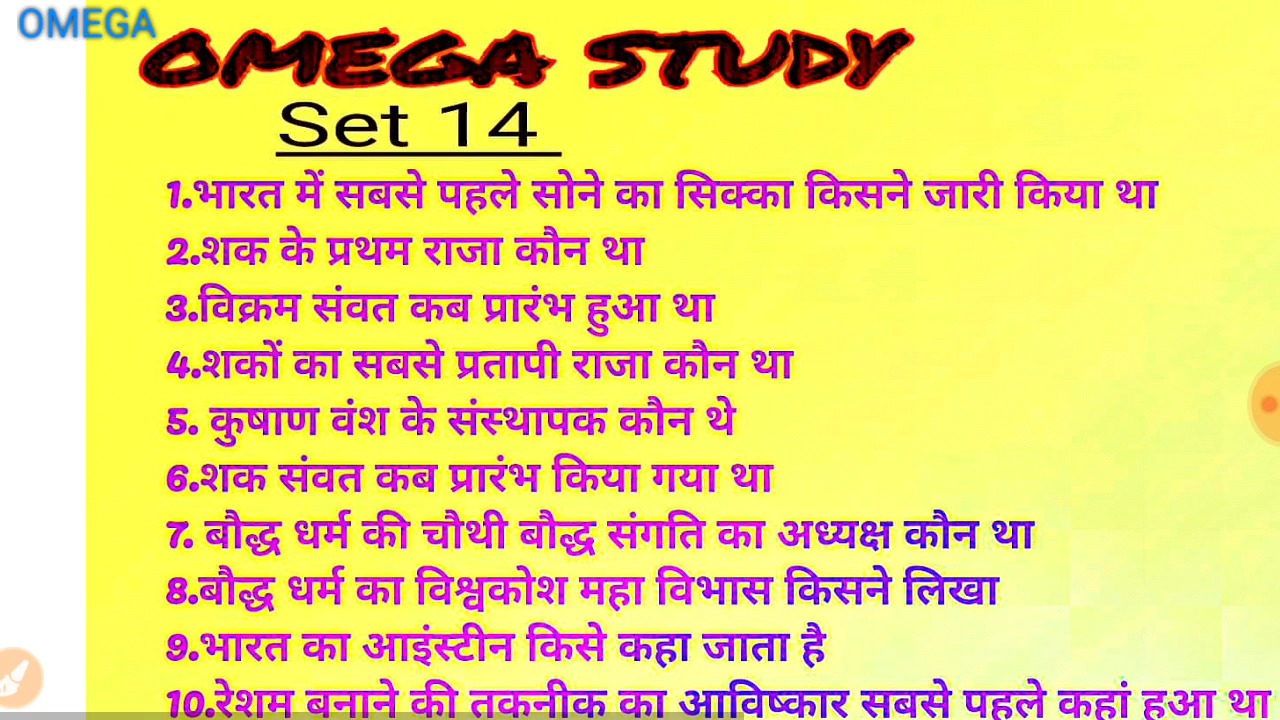 OMEGA
OMEGA STUDY
Set 14
1.भारत में सबसे पहले सोने का सिक्का किसने जारी किया था
2.शक के प्रथम राजा कौन था
3.विक्रम संवत कब प्रारंभ हुआ था
4.शकों का सबसे प्रतापी राजा कौन था
5. कुषाण वंश के संस्थापक कौन थे
6.शक संवत कब प्रारंभ किया गया था
7. बौद्ध धर्म की चौथी बौद्ध संगति का अध्यक्ष कौन था
8.बौद्ध धर्म का विश्वकोश महा विभास किसने लिखा
9.भारत का आइंस्टीन किसे कहा जाता है
10.रेशम बनाने की तकनीक का आविष्कार सबसे पहले कहां हुआ था